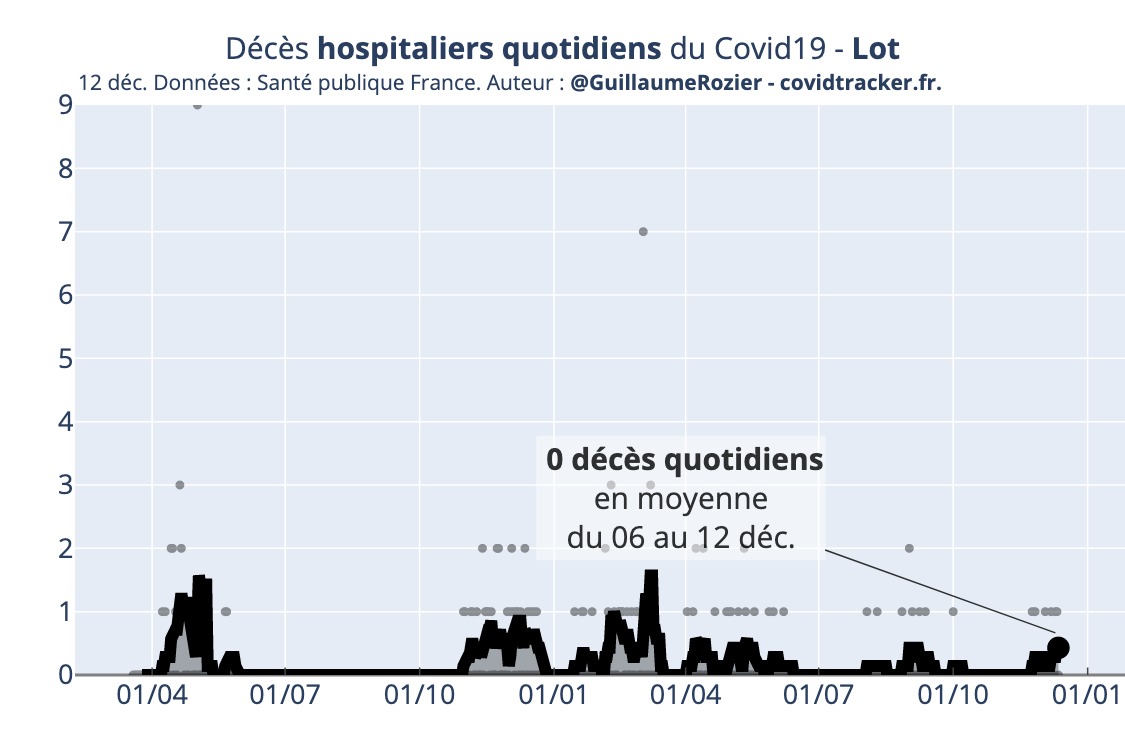 Décès hospitaliers quotidiens du Covid19 - Lot
12 déc. Données : Santé publique France. Auteur : @GuillaumeRozier - covidtracker.fr.
9
8
7
6
5
4
3
2
1
0
0 décès quotidiens
en moyenne
du 06 au 12 déc.
01/04 01/07 01/10 01/01 01/04 01/07 01/10 01/01